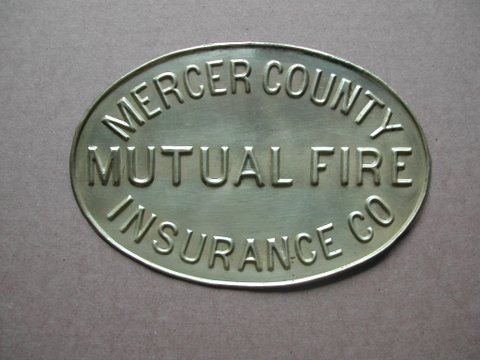 MERCER COUNTY
MUTUAL FIRE
INSURANCE CO